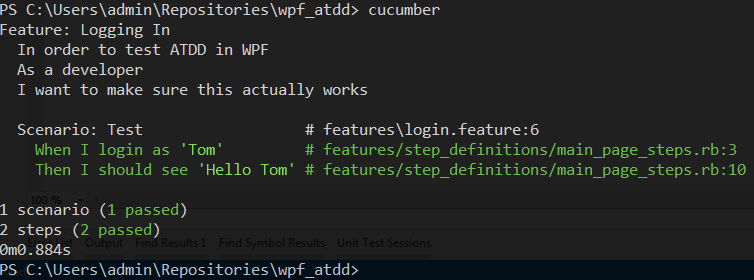 PS C:\Users\admin\Repositories\wpf_atdd> cucumber
Feature: Logging In
  In order to test ATDD in WPF
  As a developer
  I want to make sure this actually works

  Scenario: Test                    # features\login.feature:6
    When I login as 'Tom'           # features/step_definitions/main_page_steps.rb:3
    Then I should see 'Hello Tom' # features/step_definitions/main_page_steps.rb:10
100 %
1 scenario (1 passed)
2 steps (2 passed)
Output Find Results 1 Find Symbol Results Unit Test Sessions
0m0.884s
PS C:\Users\admin\Repositories\wpf_atdd>